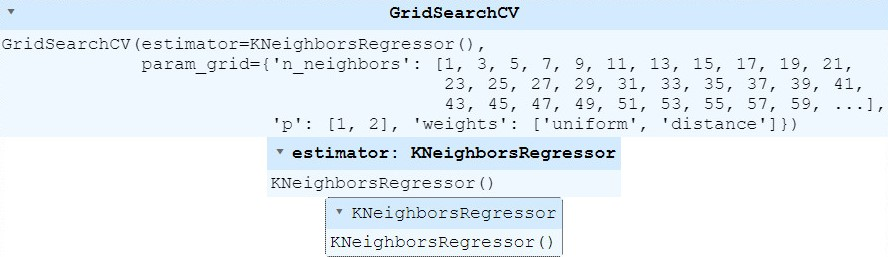 GridSearchCV
GridSearchCV(estimator=KNeighborsRegressor(),
param_grid={'n_neighbors': [1, 3, 5, 7, 9, 11, 13, 15, 17, 19, 21,
23, 25, 27, 29, 31, 33, 35, 37, 39, 41,
43, 45, 47, 49, 51, 53, 55, 57, 59, ...],
'p': [1, 2], 'weights': ['uniform', 'distance']})
estimator: KNeighborsRegressor
KNeighborsRegressor()
KNeighborsRegressor
KNeighborsRegressor()